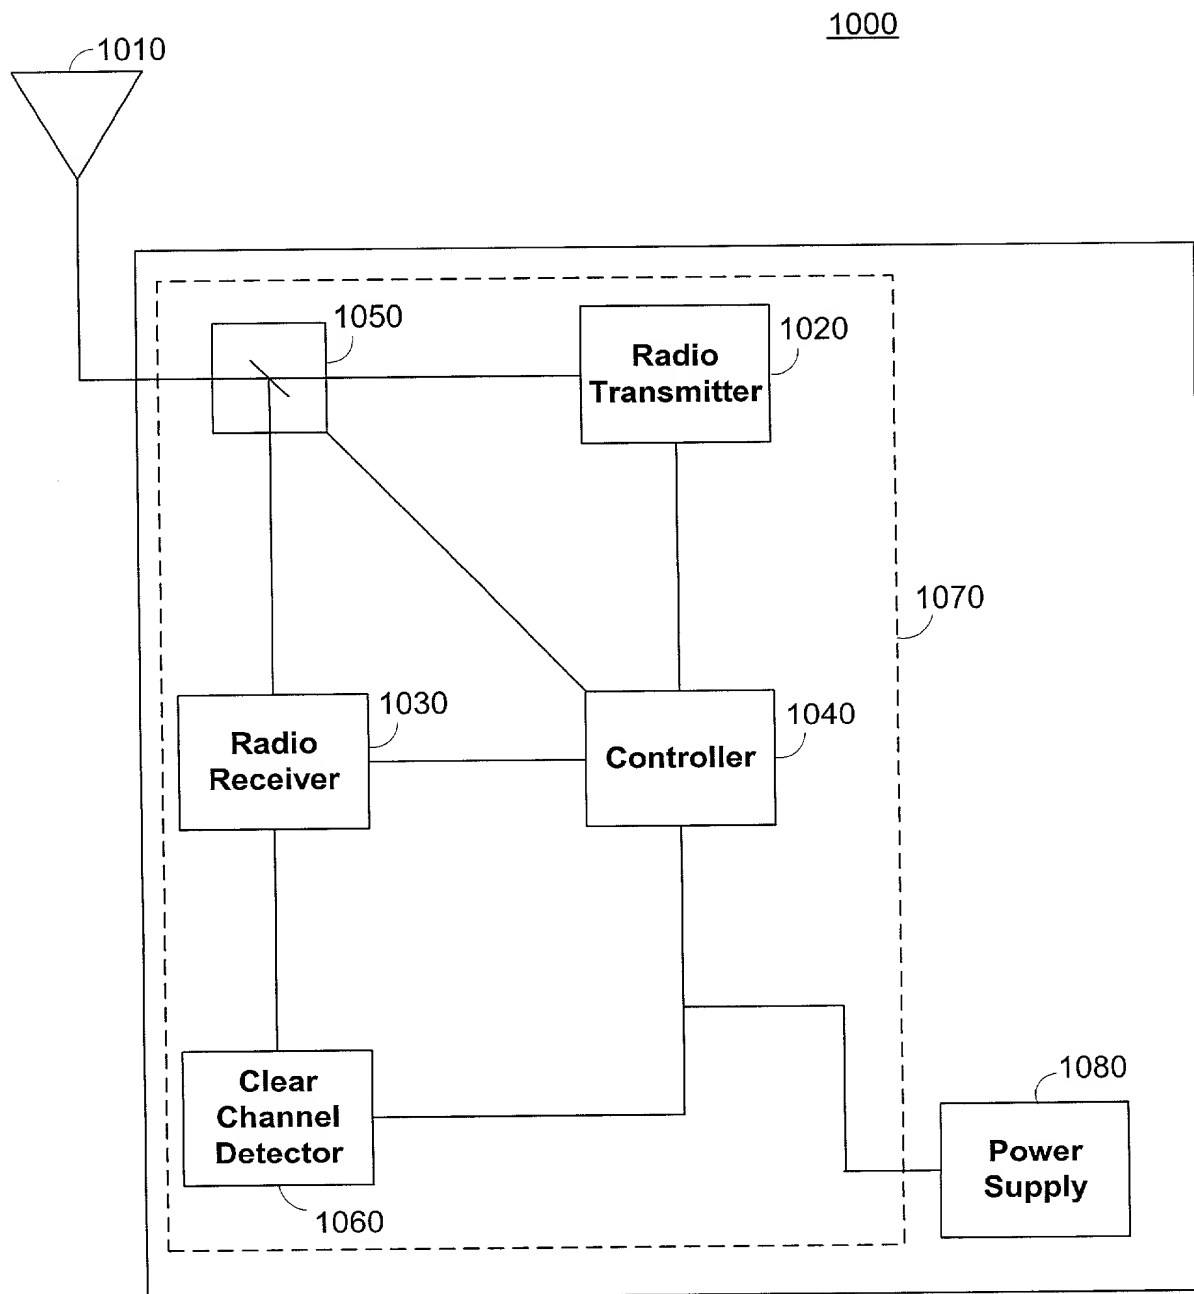 1000
1010
1050
1020
Radio
Transmitter
1070
1030
1040
Radio
Receiver
Controller
1080
Clear
Channel
Detector
Power
Supply
1060